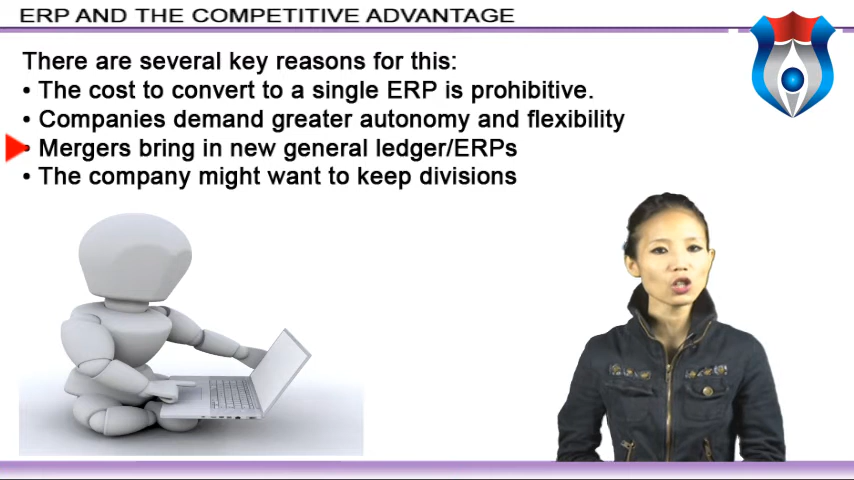 ERP AND THE COMPETITIVE ADVANTAGE
There are several key reasons for this:
• The cost to convert to a single ERP is prohibitive.
• Companies demand greater autonomy and flexibility
• Mergers bring in new general ledger/ERPs
• The company might want to keep divisions